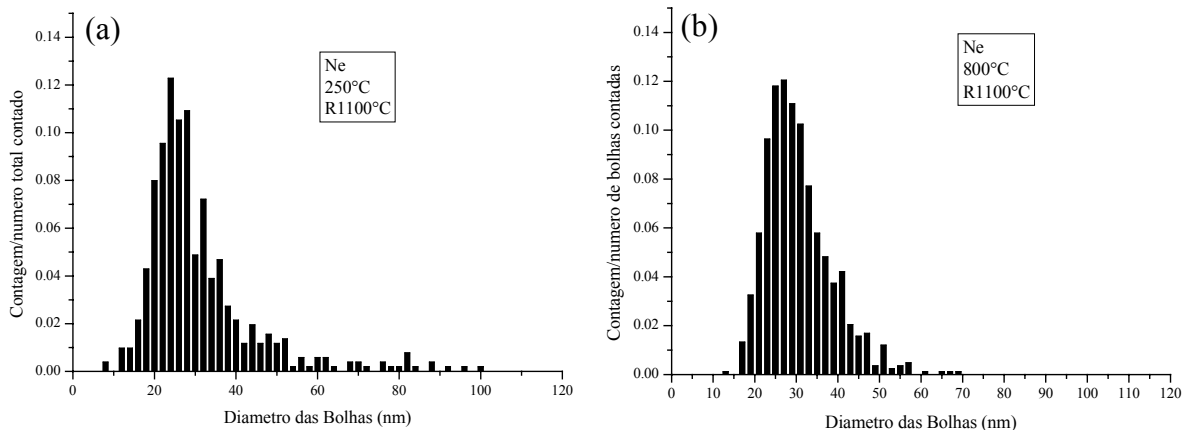 (a)
Ne
250°C
R1100°C
Contagem/numero total contado
0.14
0.12
0.10
0.08
0.06
0.04
0.02
0.00
0 20 40 60 80 100 120
Diametro das Bolhas (nm)
(b)
Ne
800°C
R1100°C
Contagem/numero de bolhas contadas
0.14
0.12
0.10
0.08
0.06
0.04
0.02
0.00
0 10 20 30 40 50 60 70 80 90 100 110 120
Diametro das Bolhas (nm)